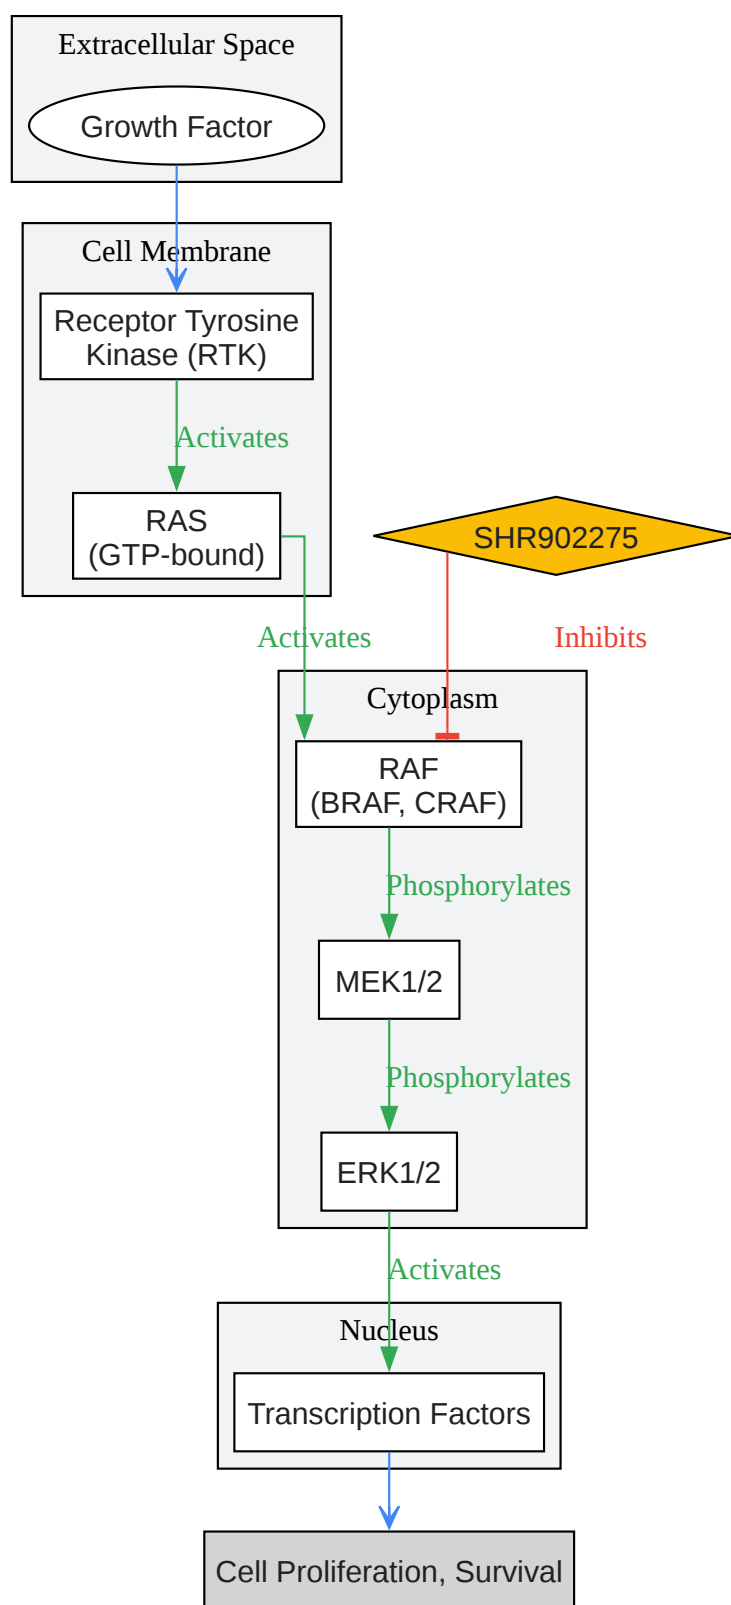 Extracellular Space
Growth Factor
Cell Membrane
Receptor Tyrosine
Kinase (RTK)
Activates
RAS
(GTP-bound)
SHR902275
Activates
Inhibits
Cytoplasm
RAF
(BRAF, CRAF)
Phosphorylates
MEK1/2
Phosphorylates
ERK1/2
Activates
Nucleus
Transcription Factors
Cell Proliferation, Survival